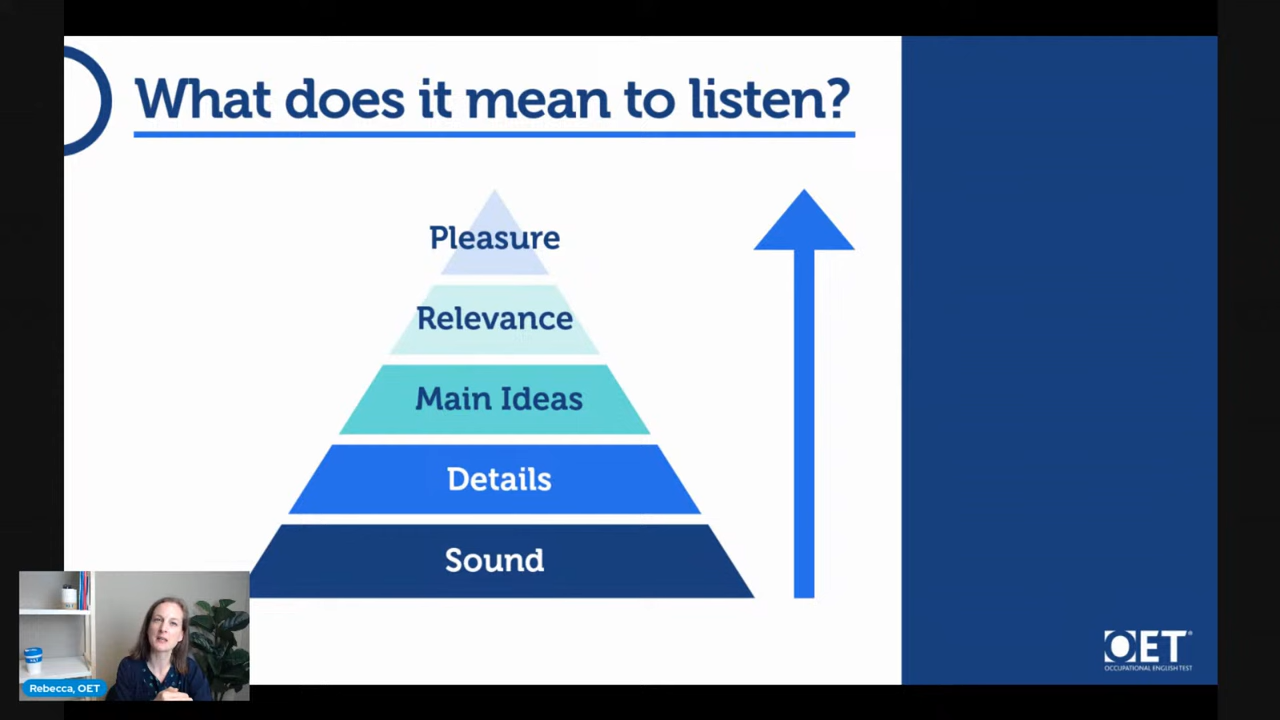 What does it mean to listen?
Pleasure
Relevance
Main Ideas
Details
Sound
Rebecca, OET
OET
OCCUPATIONAL ENGLISH TEST